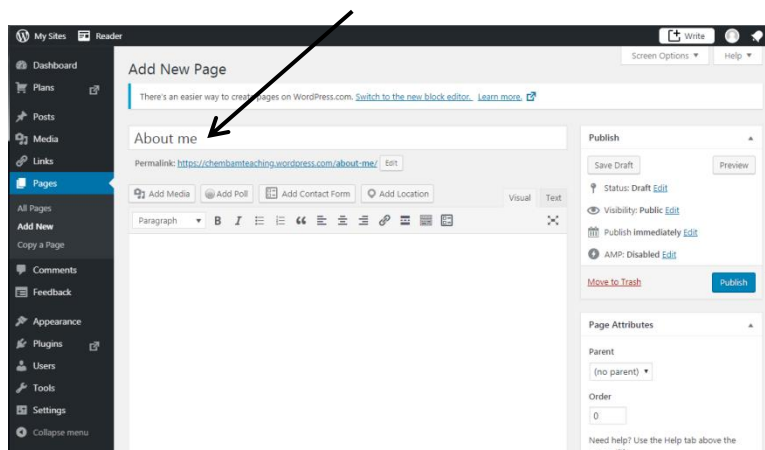 My Sites Reader Write
Dashboard
Plans
Posts
Media
Links
Pages
All Pages
Add New
Copy a Page
Comments
Feedback
Appearance
Plugins
Users
Tools
Settings
Collapse menu
Screen Options ▼ Help ▼
Add New Page
There's an easier way to create pages on WordPress.com. Switch to the new block editor. Learn more.
About me
Permalink: https://chembamteaching.wordpress.com/about-me/ Edit
Add Media Add Poll Add Contact Form Add Location Visual Text
Paragraph ▼ B I
Publish
Save Draft Preview
Status: Draft Edit
Visibility: Public Edit
Publish immediately Edit
AMP: Disabled Edit
Move to Trash Publish
Page Attributes
Parent
(no parent) ▼
Order
0
Need help? Use the Help tab above the